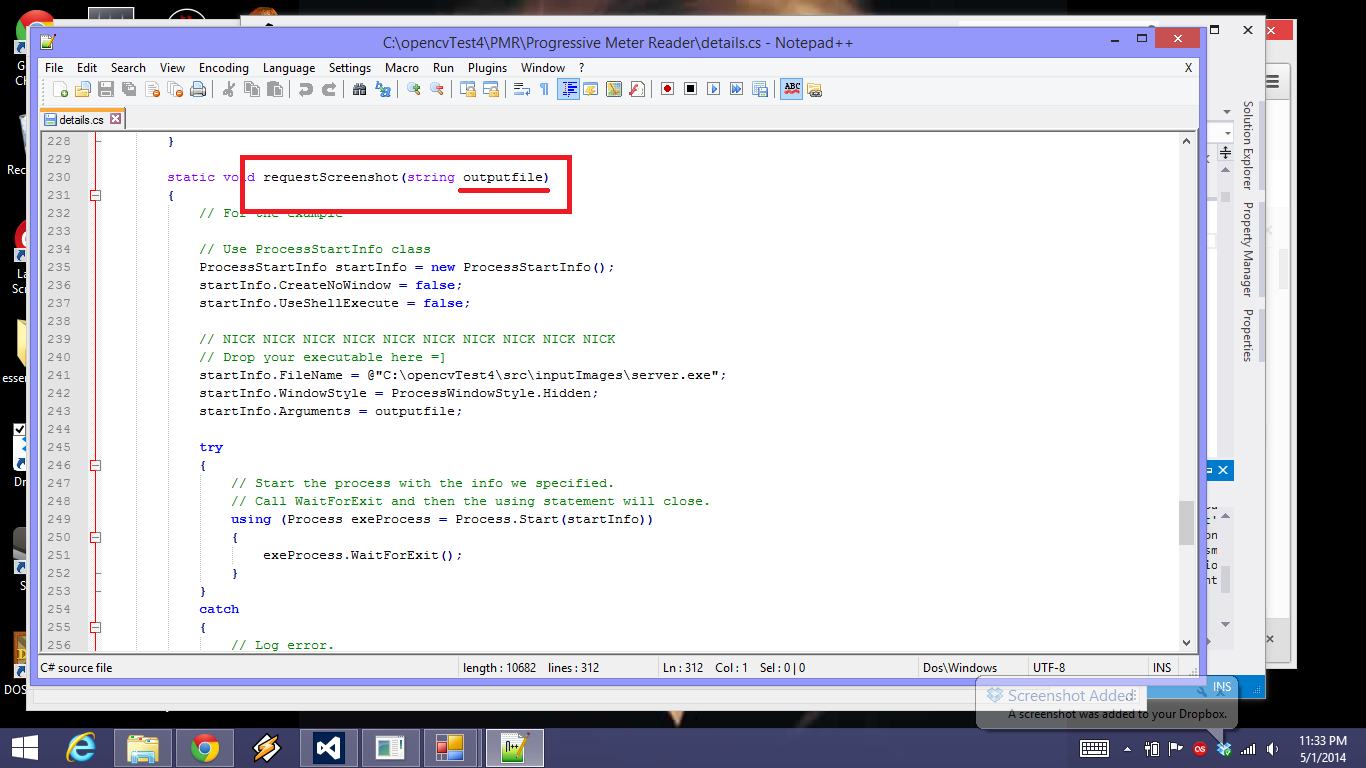 C:\opencvTest4\PMR\Progressive Meter Reader\details.cs - Notepad++
File Edit Search View Encoding Language Settings Macro Run Plugins Window ? X
details.cs
228 }
229
230 static void requestScreenshot(string outputfile)
231 {
232 // For the example
233
234 // Use ProcessStartInfo class
235 ProcessStartInfo startInfo = new ProcessStartInfo();
236 startInfo.CreateNoWindow = false;
237 startInfo.UseShellExecute = false;
238
239 // NICK NICK NICK NICK NICK NICK NICK NICK NICK NICK
240 // Drop your executable here =]
241 startInfo.FileName = @"C:\opencvTest4\src\inputImages\server.exe";
242 startInfo.WindowStyle = ProcessWindowStyle.Hidden;
243 startInfo.Arguments = outputfile;
244
245 try
246 {
247 // Start the process with the info we specified.
248 // Call WaitForExit and then the using statement will close.
249 using (Process exeProcess = Process.Start(startInfo))
250 {
251 exeProcess.WaitForExit();
252 }
253 }
254 catch
255 {
256 // Log error.
C# source file length : 10682 lines : 312 Ln : 312 Col : 1 Sel : 0 | 0 Dos\Windows UTF-8 INS
Solution Explorer
Property Manager
Properties
INS
Screenshot Added
A screenshot was added to your Dropbox.
11:33 PM
5/1/2014